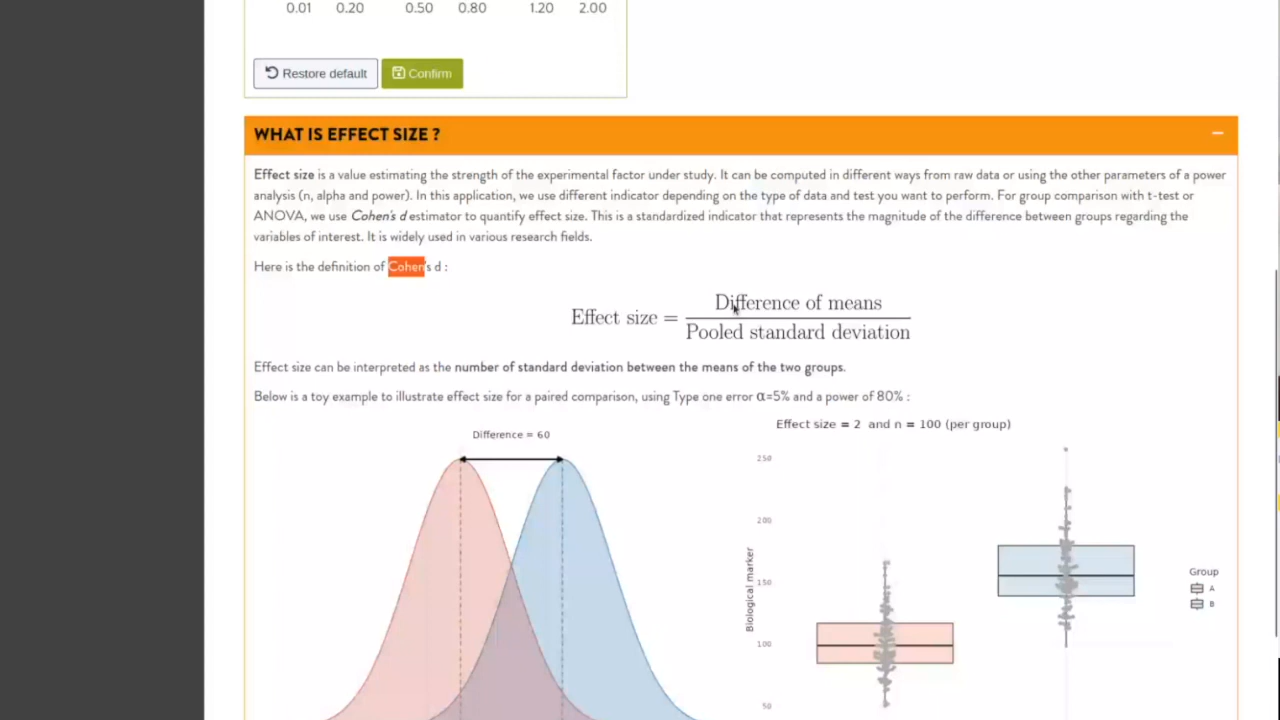 0.01 0.20 0.50 0.80 1.20 2.00
Restore default Confirm
WHAT IS EFFECT SIZE ?
Effect size is a value estimating the strength of the experimental factor under study. It can be computed in different ways from raw data or using the other parameters of a power
analysis (n, alpha and power). In this application, we use different indicator depending on the type of data and test you want to perform. For group comparison with t-test or
ANOVA, we use Cohen's d estimator to quantify effect size. This is a standardized indicator that represents the magnitude of the difference between groups regarding the
variables of interest. It is widely used in various research fields.
Here is the definition of Cohen's d :
Effect size = Difference of means
Pooled standard deviation
Effect size can be interpreted as the number of standard deviation between the means of the two groups.
Below is a toy example to illustrate effect size for a paired comparison, using Type one error α=5% and a power of 80% :
Difference = 60
Effect size = 2 and n = 100 (per group)
250
200
150
100
50
Biological marker
Group
A
B